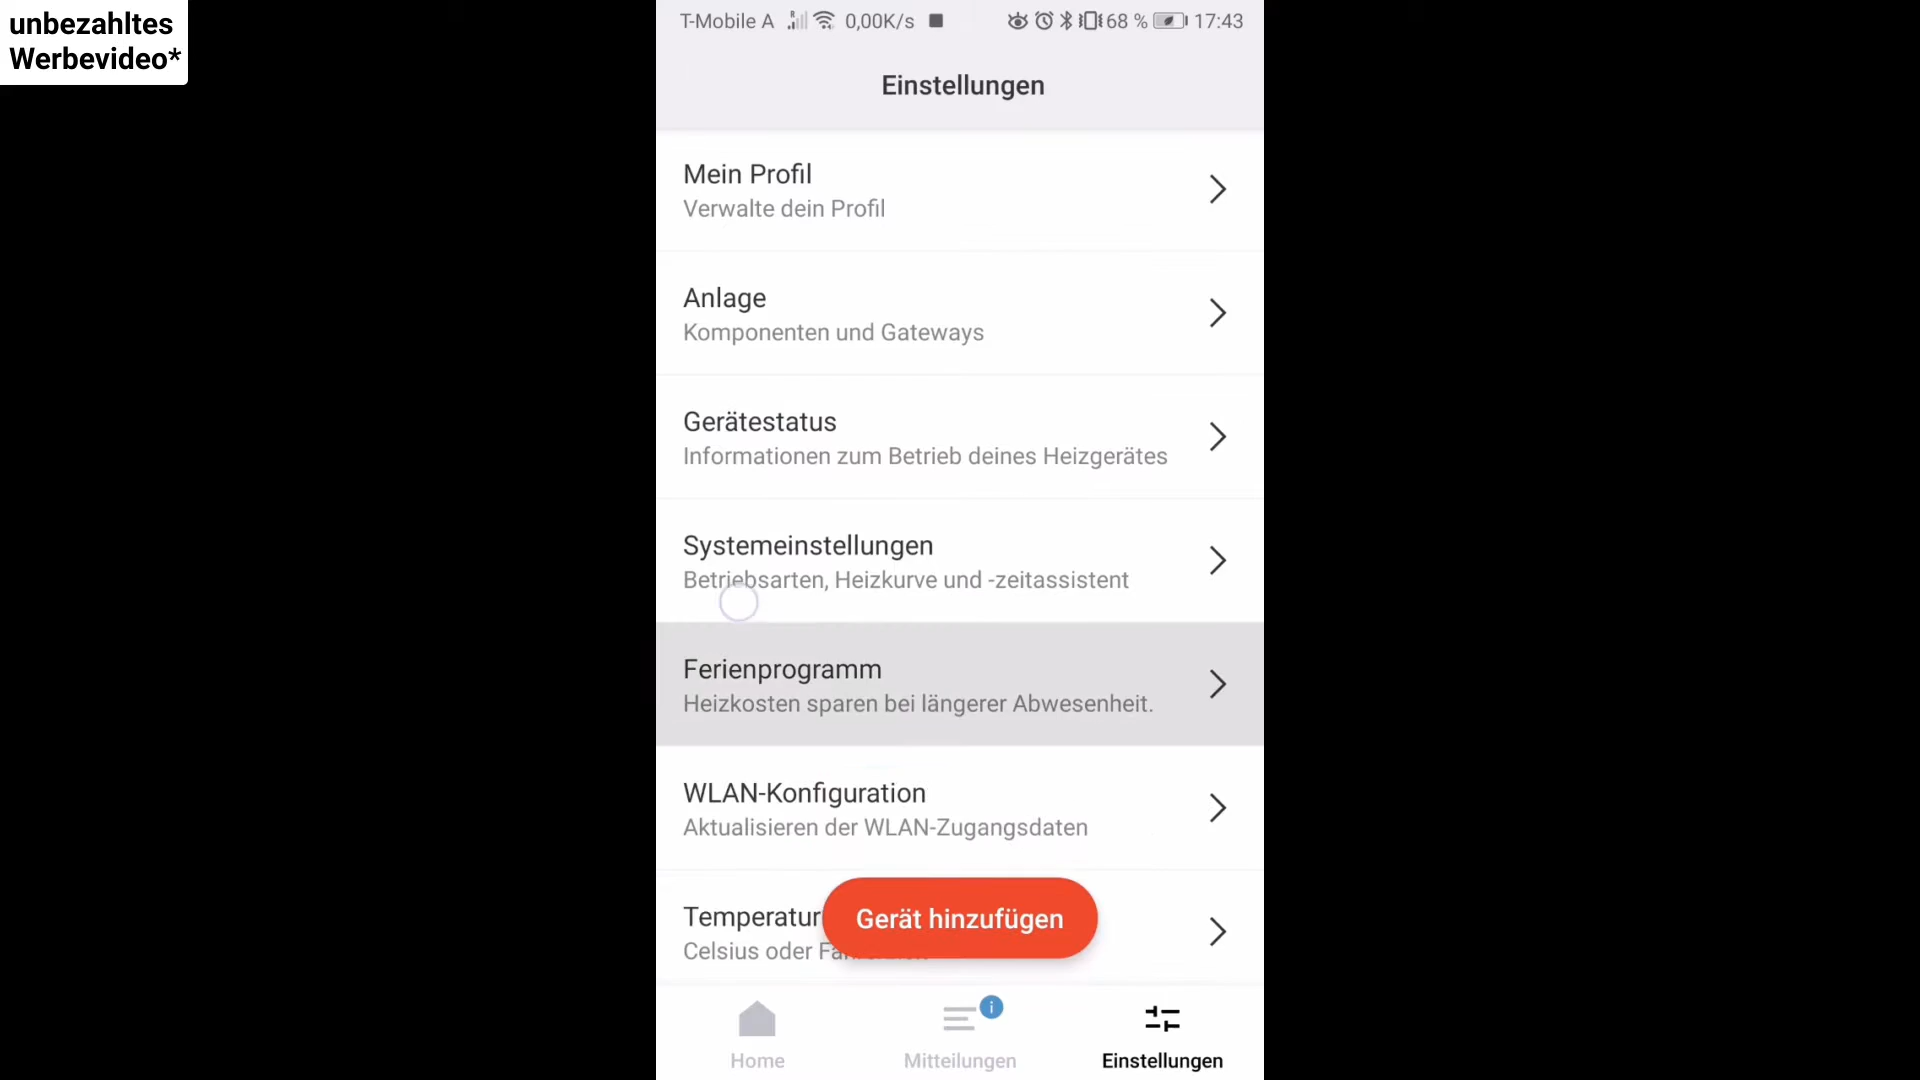 unbezahltes
Werbevideo*
T-Mobile A 0,00K/s 68 % 17:43
Einstellungen
Mein Profil
Verwalte dein Profil
Anlage
Komponenten und Gateways
Gerätestatus
Informationen zum Betrieb deines Heizgerätes
Systemeinstellungen
Betriebsarten, Heizkurve und -zeitassistent
Ferienprogramm
Heizkosten sparen bei längerer Abwesenheit.
WLAN-Konfiguration
Aktualisieren der WLAN-Zugangsdaten
Temperatur
Gerät hinzufügen
Celsius oder
Home
Mitteilungen
Einstellungen